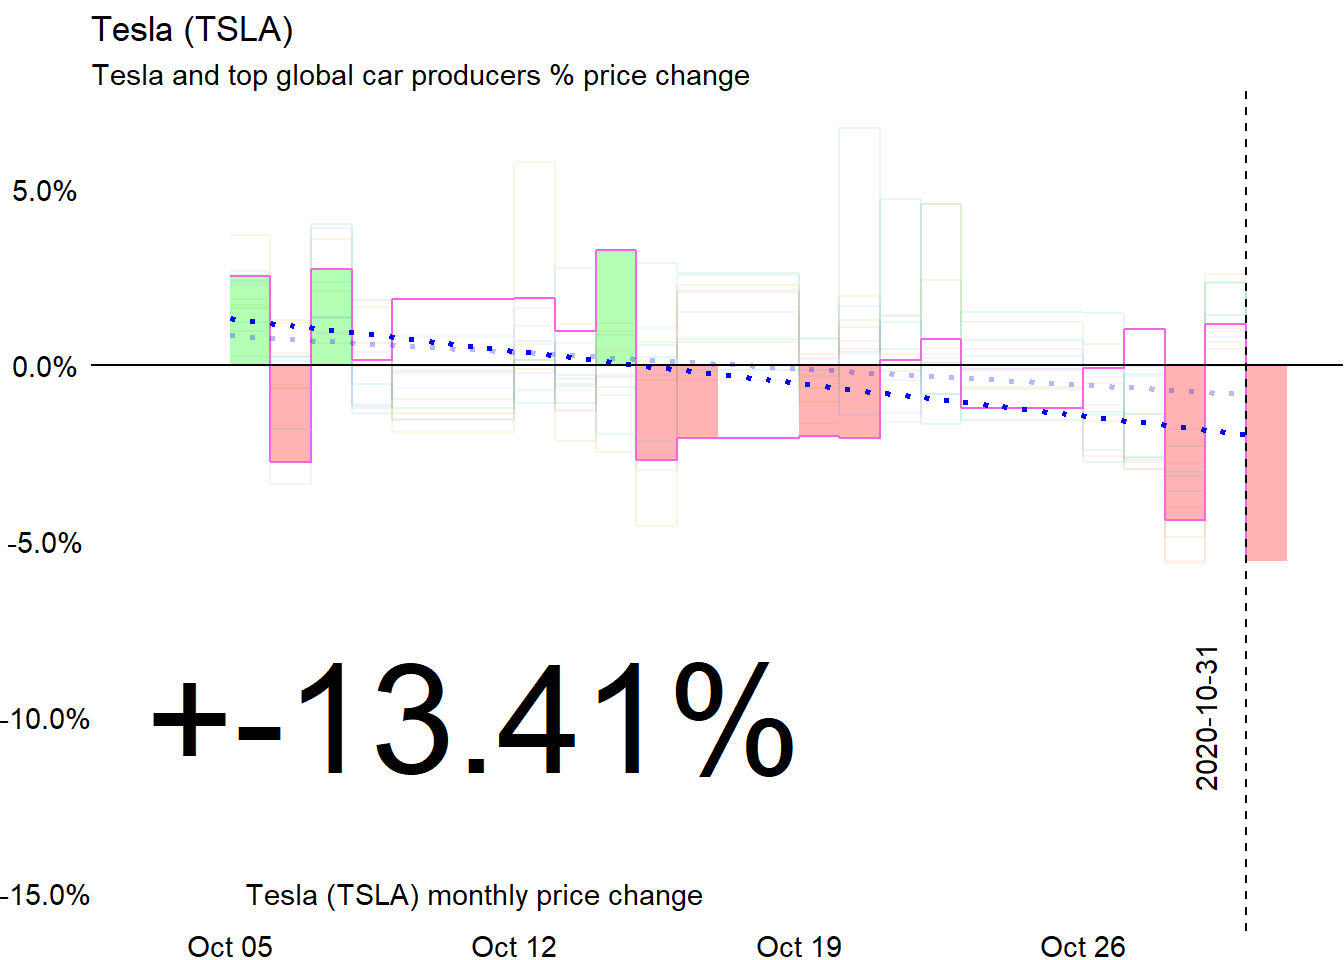 Tesla (TSLA)
Tesla and top global car producers % price change
5.0%
0.0%
-5.0%
-10.0%
-15.0%
+-13.41%
Tesla (TSLA) monthly price change
2020-10-31
Oct 05
Oct 12
Oct 19
Oct 26